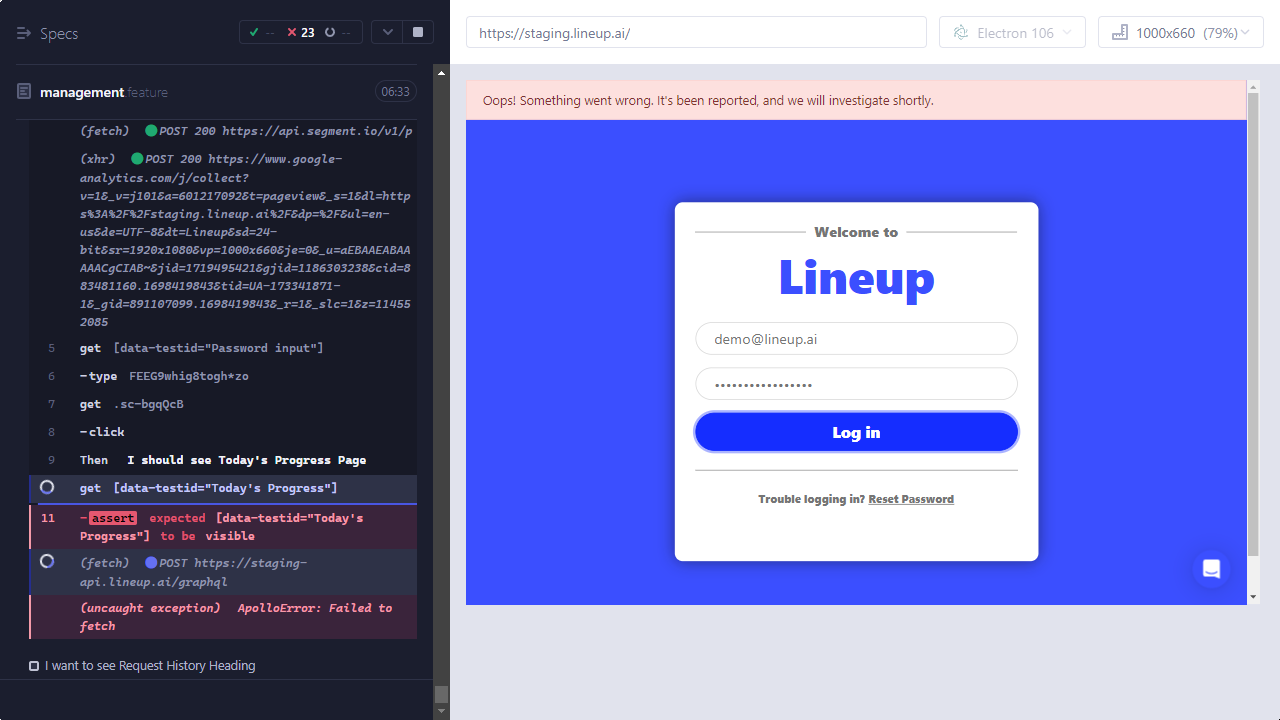 Specs
-- 23 --
management feature
06:33
(fetch) POST 200 https://api.segment.io/v1/p
(xhr) POST 200 https://www.google-
analytics.com/j/collect?
v=1&_v=j101&a=601217092&t=pageview&_s=1&dl=http
s%3A%2F%2Fstaging.lineup.ai%2F&dp=%2F&ul=en-
us&de=UTF-8&dt=Lineup&sd=24-
bit&sr=1920x1080&vp=1000x660&je=0&_u=aEBAAEABAA
AAACgCIAB~&jid=1719495421&gjid=1186303238&cid=8
83481160.1698419843&tid=UA-173341871-
1&_gid=891107099.1698419843&_r=1&_slc=1&z=11455
2085
5 get [data-testid="Password input"]
6 -type FEEG9whig8togh*zo
7 get .sc-bgqQcB
8 -click
9 Then I should see Today's Progress Page
get [data-testid="Today's Progress"]
11 -assert expected [data-testid="Today's
Progress"] to be visible
(fetch) POST https://staging-
api.lineup.ai/graphql
(uncaught exception) ApolloError: Failed to
fetch
I want to see Request History Heading
https://staging.lineup.ai/
Electron 106
1000x660 (79%)
Oops! Something went wrong. It's been reported, and we will investigate shortly.
Welcome to
Lineup
demo@lineup.ai
•••••••••••••••••
Log in
Trouble logging in? Reset Password